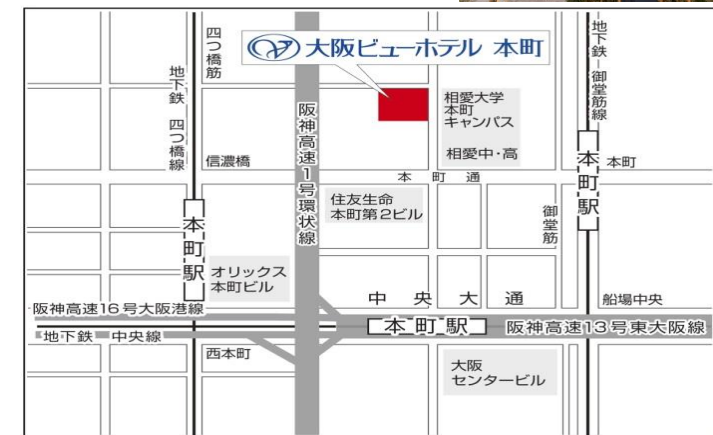 四つ橋筋
大阪ビューホテル 本町
地下鉄 御堂筋線
地下鉄 四つ橋線
阪神高速1号環状線
相愛大学
本町
キャンパス
相愛中・高
信濃橋
本町
本町通
本町駅
住友生命
本町第2ビル
御堂筋
本町駅
オリックス
本町ビル
中央大通
船場中央
阪神高速16号大阪港線
本町駅
阪神高速13号東大阪線
地下鉄 中央線
西本町
大阪
センタービル